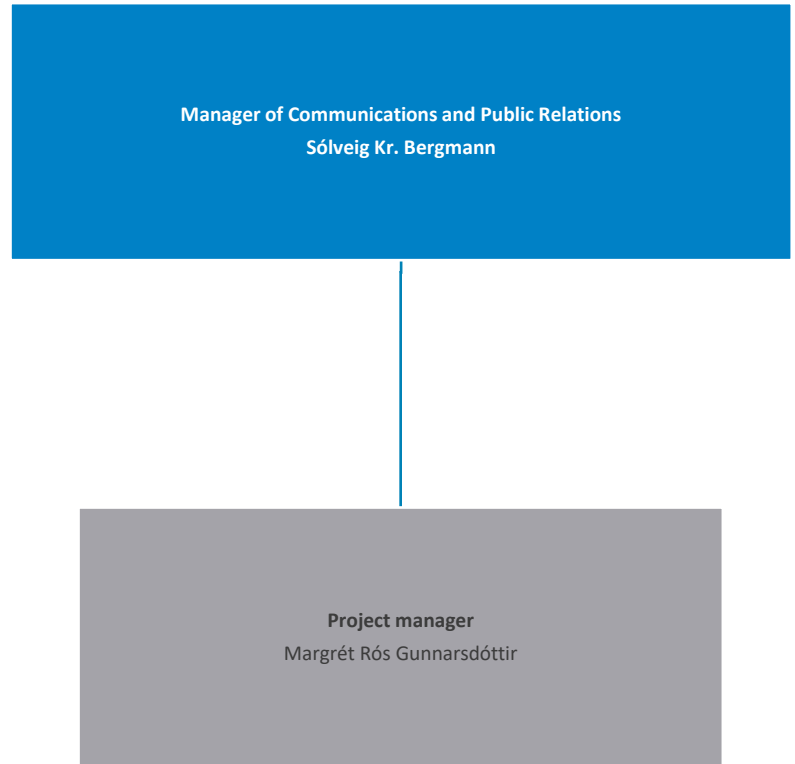 Manager of Communications and Public Relations
Sólveig Kr. Bergmann
Project manager
Margrét Rós Gunnarsdóttir